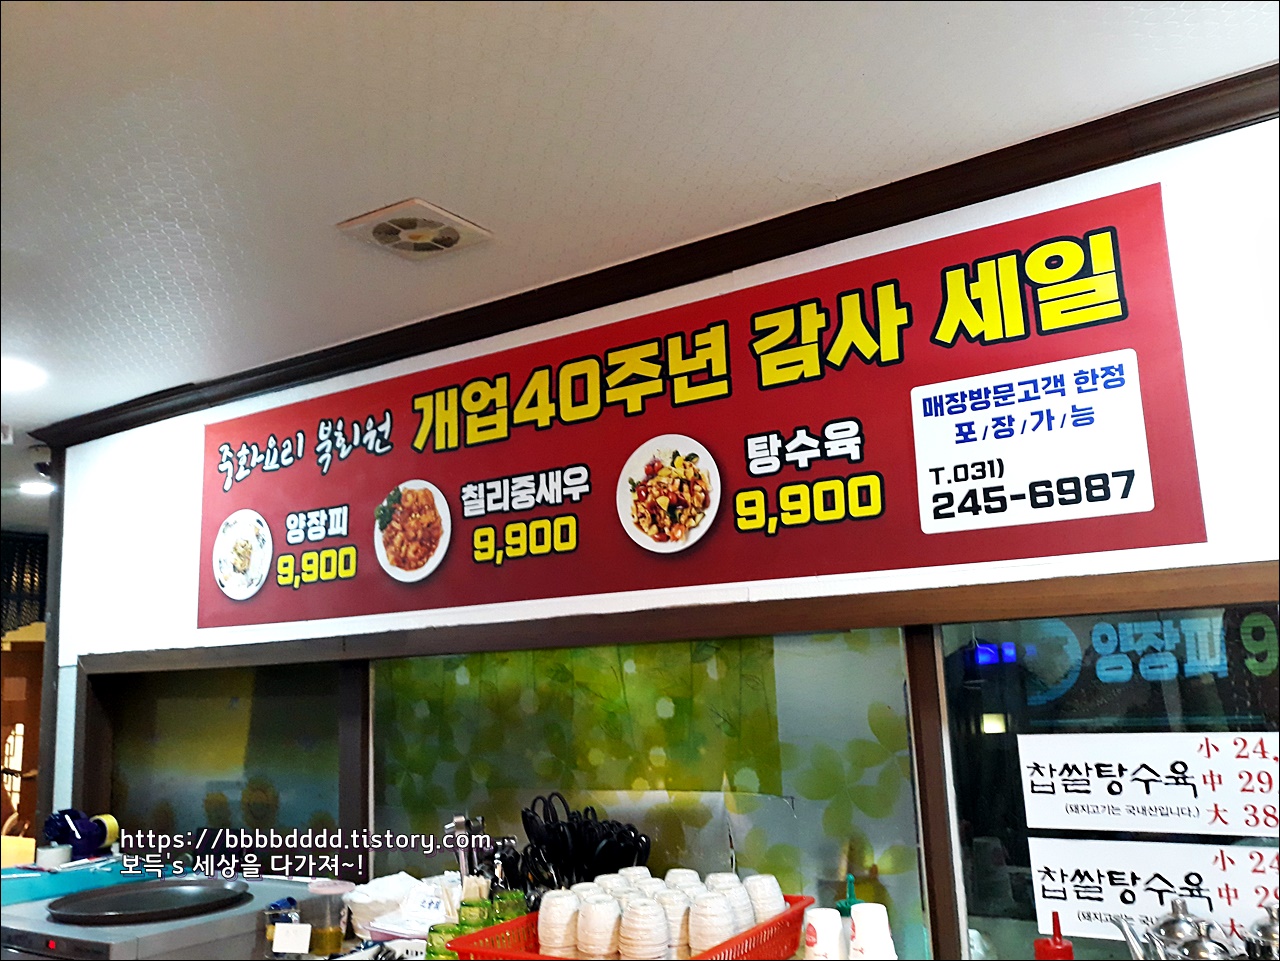 중화요리 북회원 개업40주년 감사 세일
양장피
9,900
칠리중새우
9,900
탕수육
9,900
매장방문고객 한정
포/장/가/능
T.031)
245-6987
양장피 9
찹쌀탕수육
(돼지고기는 국내산입니다.)
小 24,
中 29
大 38
찹쌀탕수육
小 24
中 29
大
https://bbbbdddd.tistory.com
보득's 세상을 다가져~!